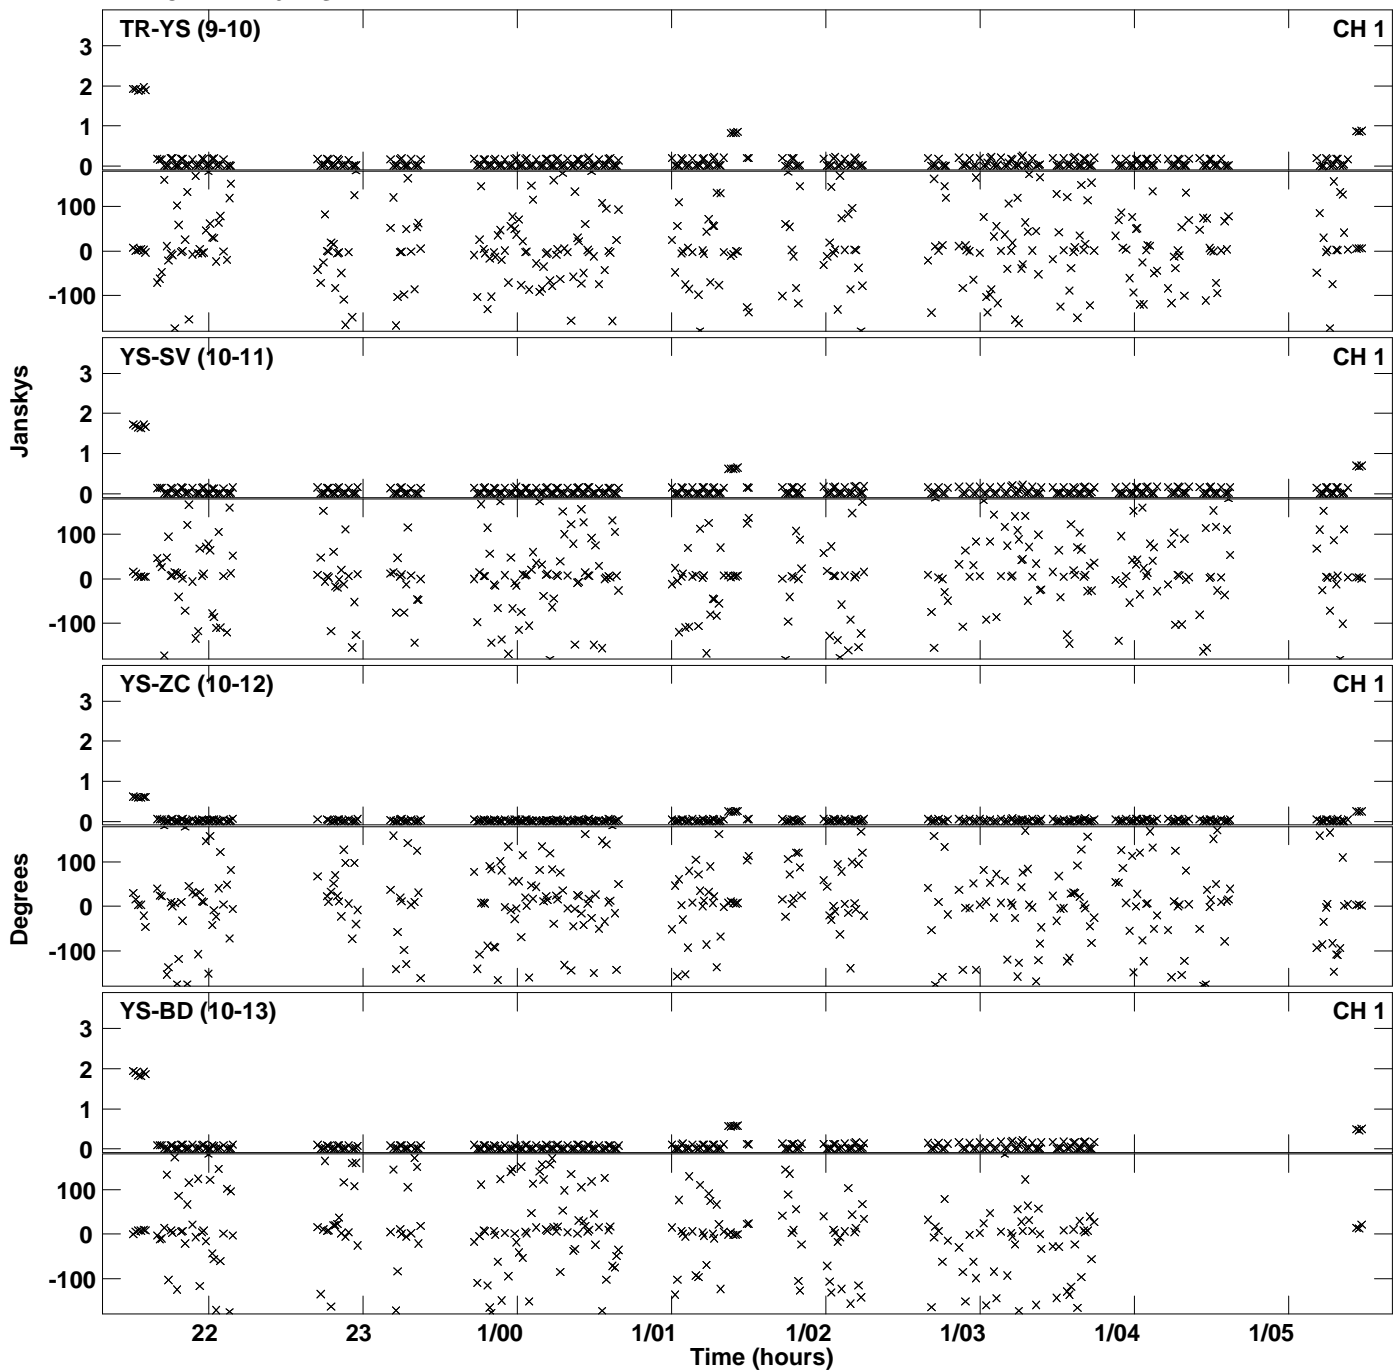 TR-YS (9-10)
CH 1
3
2
1
0
100
0
-100
YS-SV (10-11)
CH 1
3
2
1
0
100
0
-100
Janskys
YS-ZC (10-12)
CH 1
3
2
1
0
100
0
-100
Degrees
YS-BD (10-13)
CH 1
3
2
1
0
100
0
-100
22 23 1/00 1/01 1/02 1/03 1/04 1/05
Time (hours)